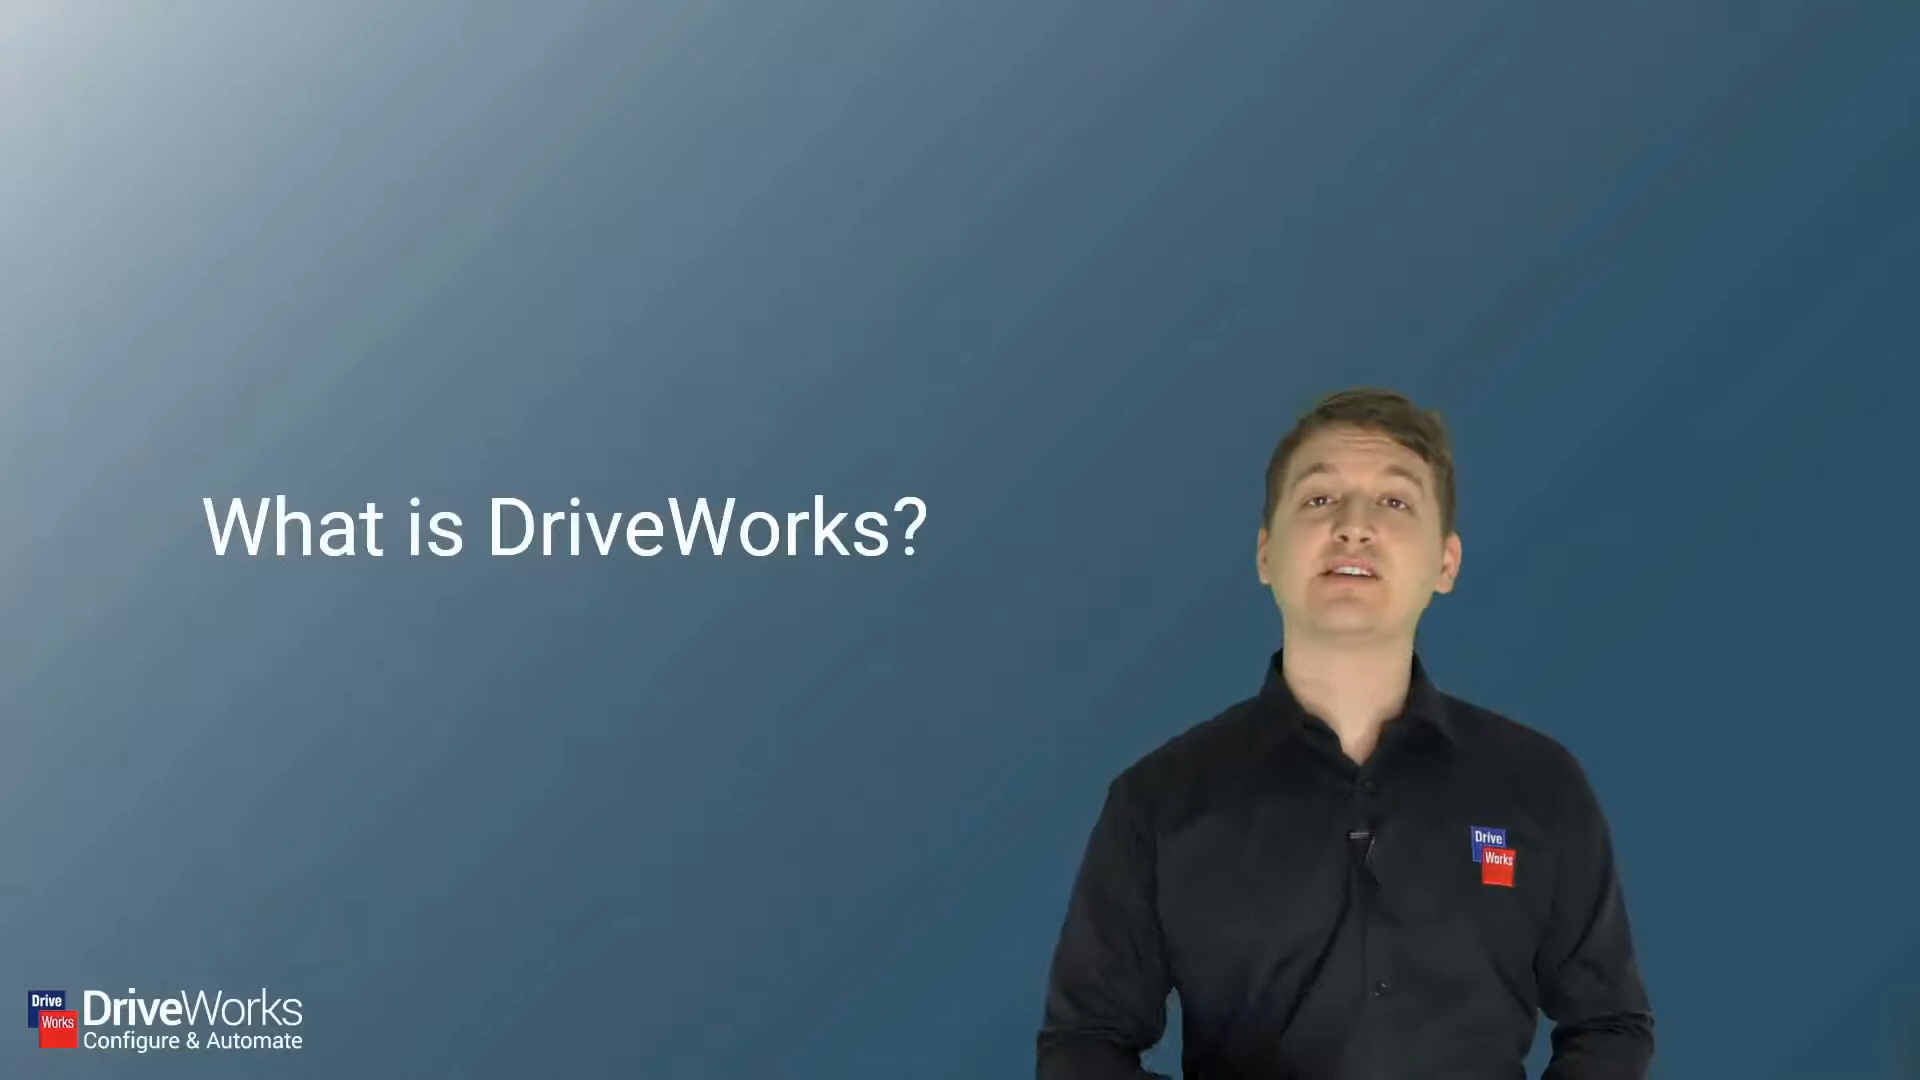 What is DriveWorks?
Drive
Works
Drive
Works
DriveWorks
Configure & Automate